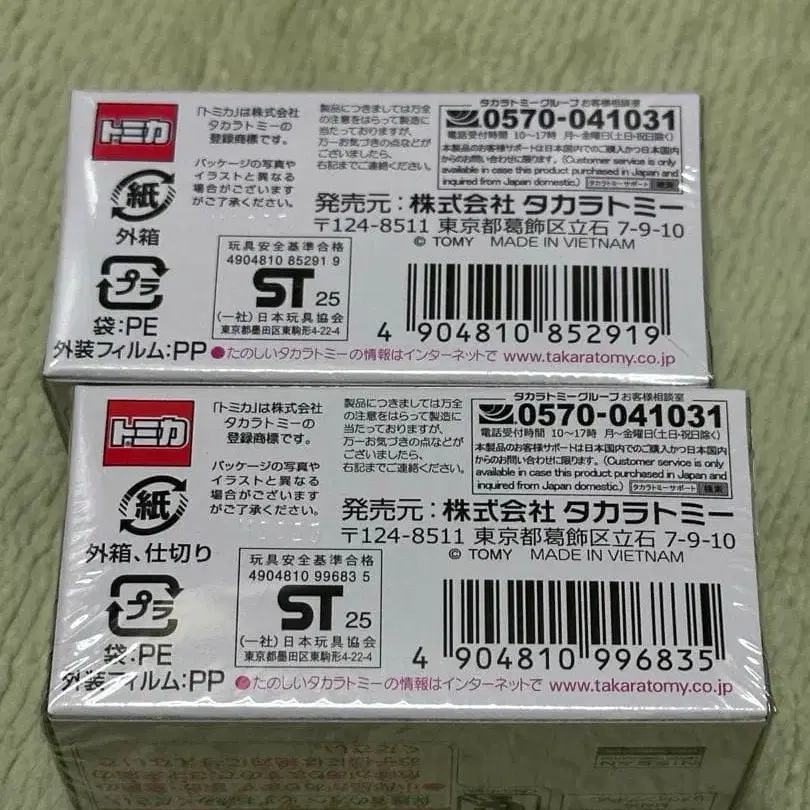 トミカ
「トミカ」は株式会社
タカラトミーの
登録商標です。
パッケージの写真や
イラストと異なる
場合がございますが
ご了承ください。
製品につきましては万全
の注意をはらって製造に
当たっておりますが、
万一お気づきの点などが
ございましたら、
右記までご連絡ください。
タカラトミーグループ お客様相談室
0570-041031
電話受付時間 10〜17時 月〜金曜日(土・日・祝日除く)
本製品のお客様サポートは日本国内でのご購入かつ日本国内
からのお問い合わせに限ります。(Customer service is only
available in case this product purchased in Japan and
inquired from Japan domestic.) タカラトミーサポート 検索
発売元:株式会社 タカラトミー
〒124-8511 東京都葛飾区立石 7-9-10
© TOMY MADE IN VIETNAM
紙
外箱
プラ
袋:PE
外装フィルム:PP
玩具安全基準合格
4904810 85291 9
ST 25
(一社)日本玩具協会
東京都墨田区東駒形4-22-4
4 904810 852919
●たのしいタカラトミーの情報はインターネットで www.takaratomy.co.jp
トミカ
「トミカ」は株式会社
タカラトミーの
登録商標です。
パッケージの写真や
イラストと異なる
場合がございますが
ご了承ください。
製品につきましては万全
の注意をはらって製造に
当たっておりますが、
万一お気づきの点などが
ございましたら、
右記までご連絡ください。
タカラトミーグループ お客様相談室
0570-041031
電話受付時間 10〜17時 月〜金曜日(土・日・祝日除く)
本製品のお客様サポートは日本国内でのご購入かつ日本国内
からのお問い合わせに限ります。(Customer service is only
available in case this product purchased in Japan and
inquired from Japan domestic.) タカラトミーサポート 検索
発売元:株式会社 タカラトミー
〒124-8511 東京都葛飾区立石 7-9-10
© TOMY MADE IN VIETNAM
紙
外箱、仕切り
プラ
袋:PE
外装フィルム:PP
玩具安全基準合格
4904810 99683 5
ST 25
(一社)日本玩具協会
東京都墨田区東駒形4-22-4
4 904810 996835
●たのしいタカラトミーの情報はインターネットで www.takaratomy.co.jp
NISSAN